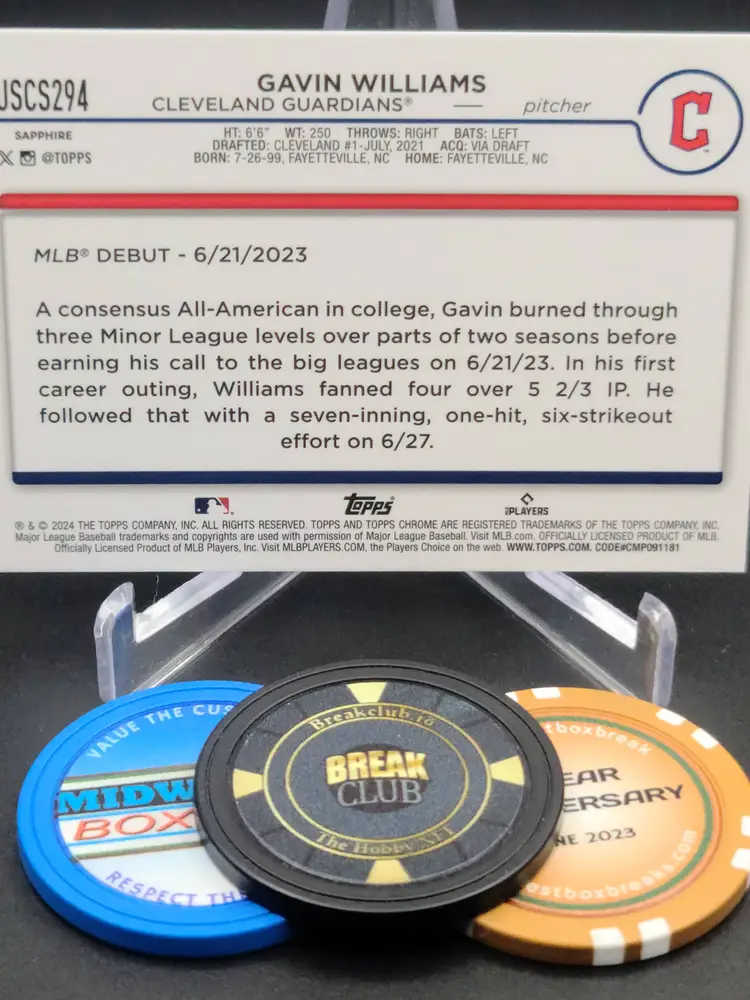 USCS294
GAVIN WILLIAMS
CLEVELAND GUARDIANS® — pitcher
SAPPHIRE
@TOPPS
HT: 6'6" WT: 250 THROWS: RIGHT BATS: LEFT
DRAFTED: CLEVELAND #1-JULY, 2021 ACQ: VIA DRAFT
BORN: 7-26-99, FAYETTEVILLE, NC HOME: FAYETTEVILLE, NC
C
MLB® DEBUT - 6/21/2023
A consensus All-American in college, Gavin burned through
three Minor League levels over parts of two seasons before
earning his call to the big leagues on 6/21/23. In his first
career outing, Williams fanned four over 5 2/3 IP. He
followed that with a seven-inning, one-hit, six-strikeout
effort on 6/27.
Topps
PLAYERS
® & © 2024 THE TOPPS COMPANY, INC. ALL RIGHTS RESERVED. TOPPS AND TOPPS CHROME ARE REGISTERED TRADEMARKS OF THE TOPPS COMPANY, INC.
Major League Baseball trademarks and copyrights are used with permission of Major League Baseball. Visit MLB.com. OFFICIALLY LICENSED PRODUCT OF MLB.
Officially Licensed Product of MLB Players, Inc. Visit MLBPLAYERS.COM, the Players Choice on the web. WWW.TOPPS.COM. CODE#CMP091181
VALUE THE CUS
MIDW
BOX
RESPECT TH
Breakclub.io
BREAK
CLUB
The Hobby NFT
tboxbreak
EAR
ERSARY
NE 2023
ostboxbreaks.com